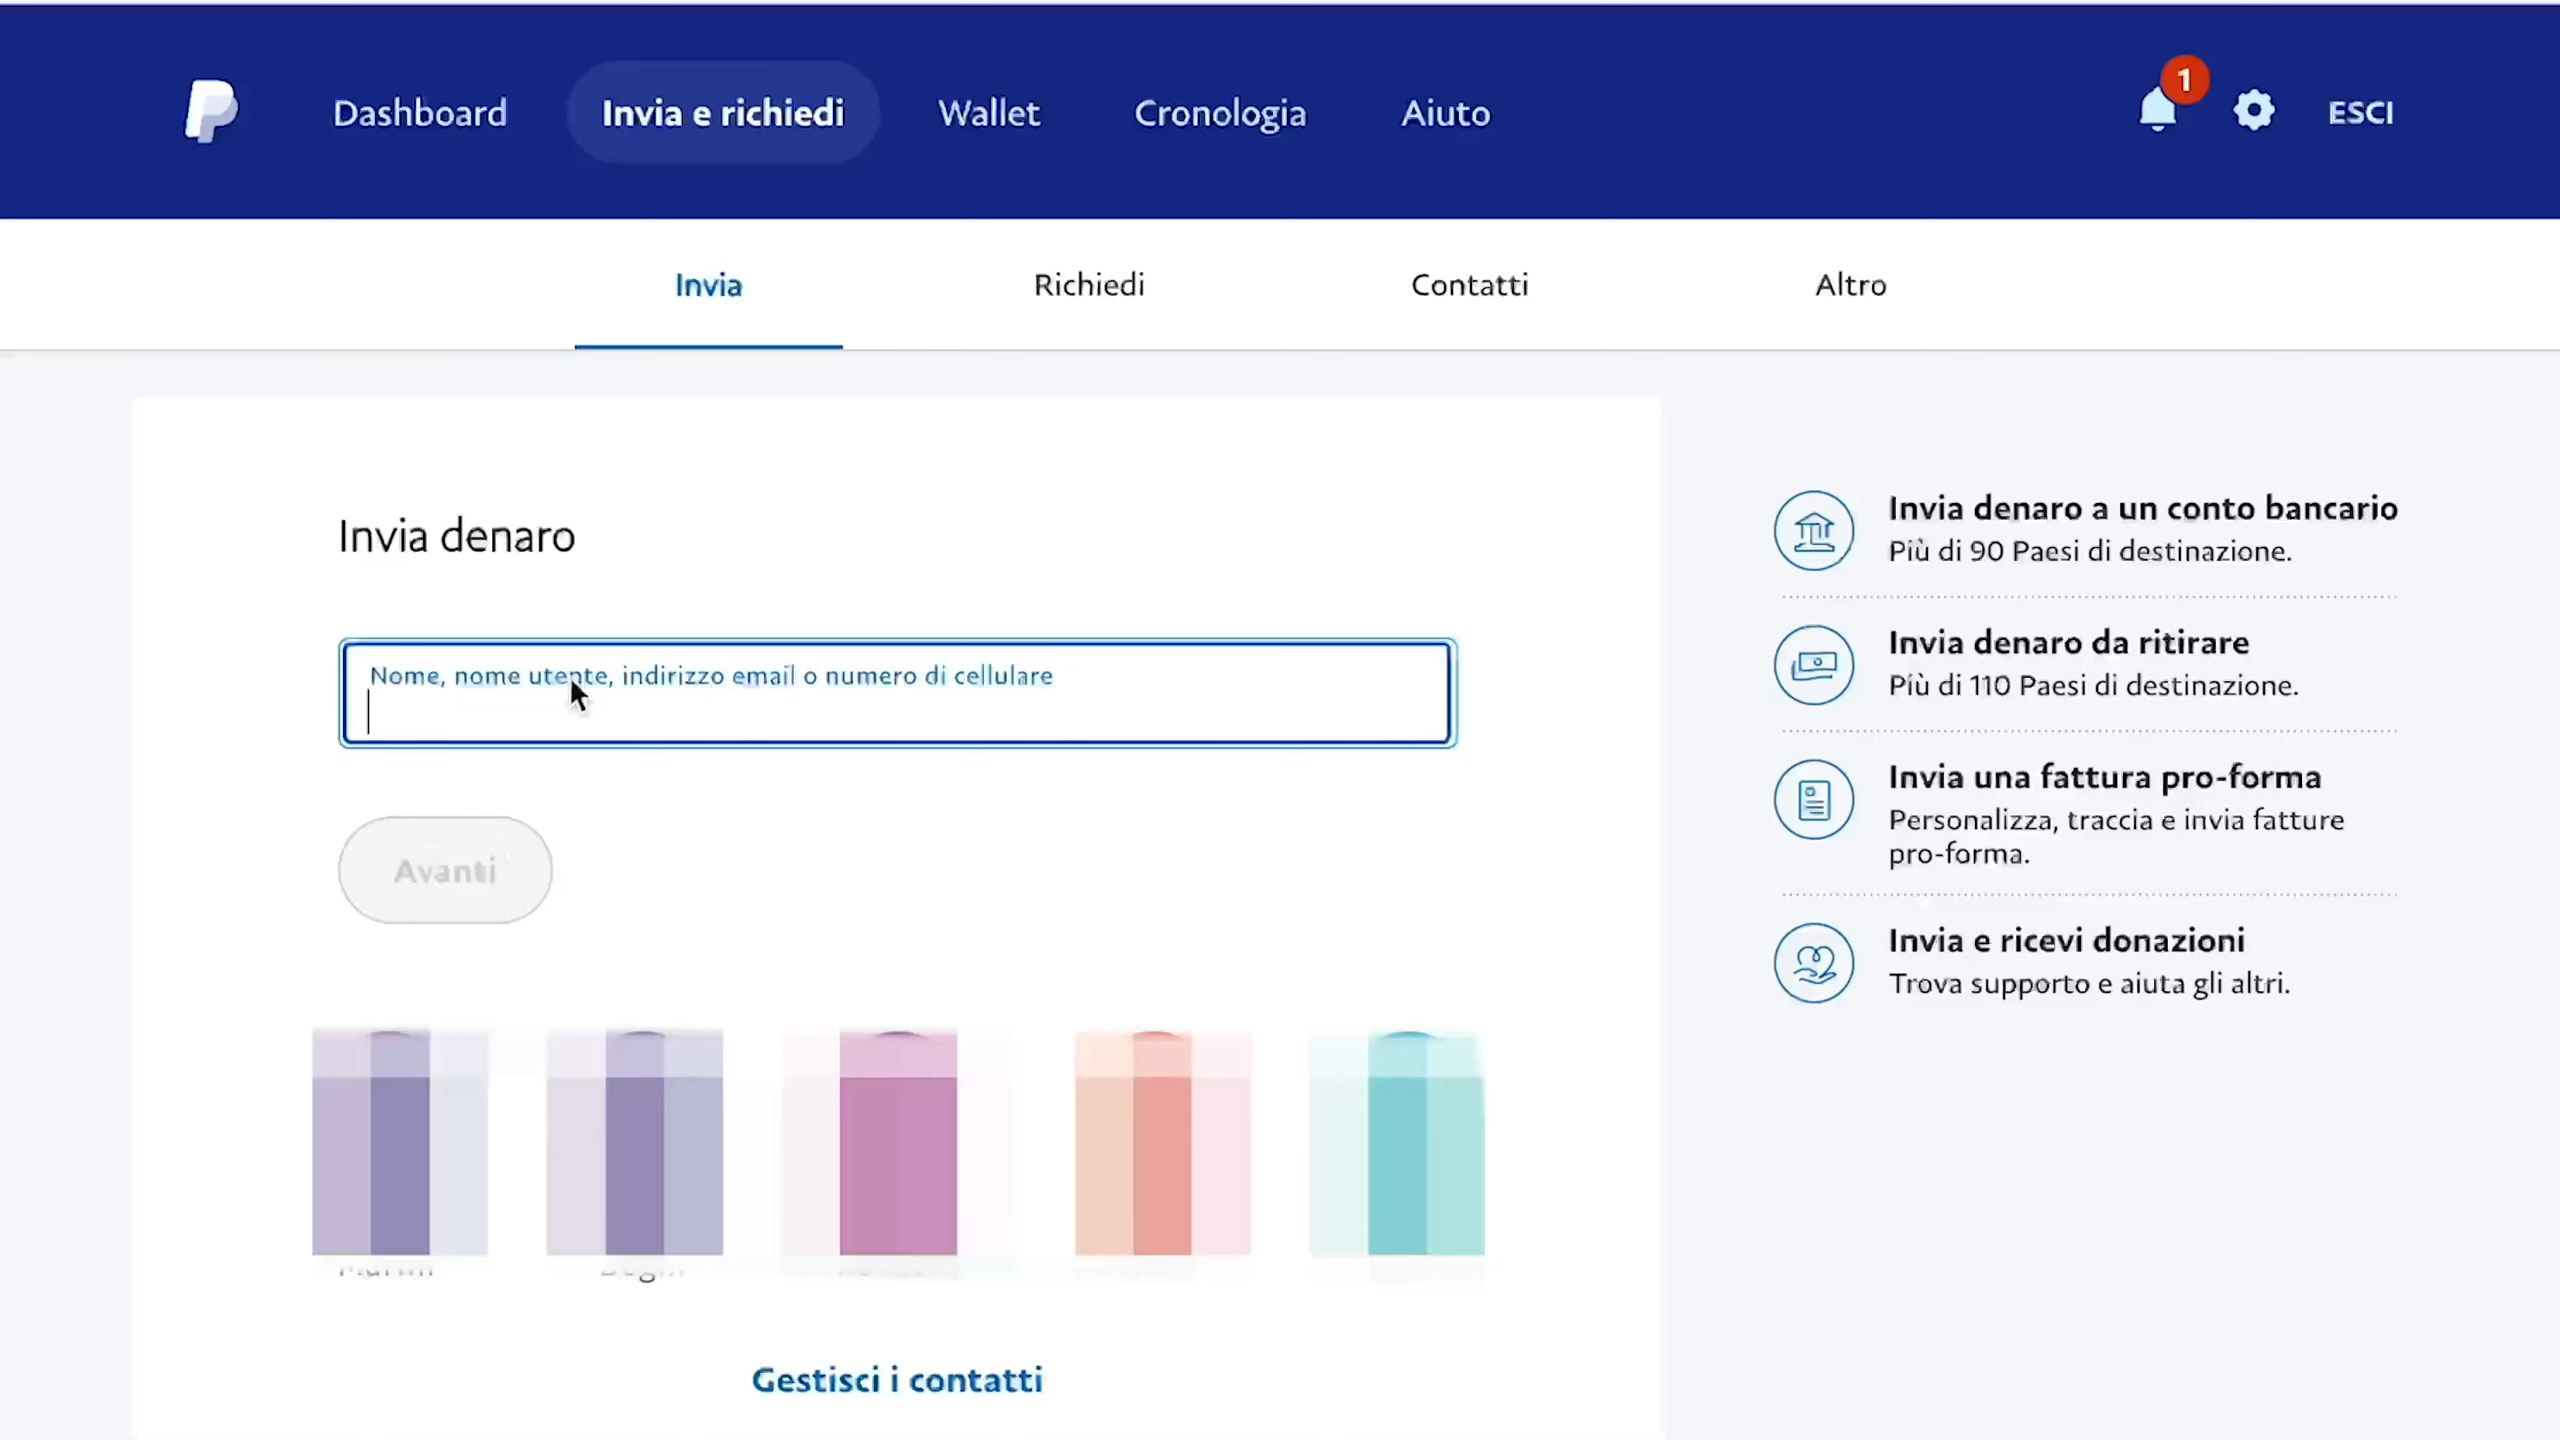 Dashboard
Invia e richiedi
Wallet
Cronologia
Aiuto
1
ESCI
Invia
Richiedi
Contatti
Altro
Invia denaro
Nome, nome utente, indirizzo email o numero di cellulare
Avanti
Gestisci i contatti
Invia denaro a un conto bancario
Più di 90 Paesi di destinazione.
Invia denaro da ritirare
Più di 110 Paesi di destinazione.
Invia una fattura pro-forma
Personalizza, traccia e invia fatture
pro-forma.
Invia e ricevi donazioni
Trova supporto e aiuta gli altri.